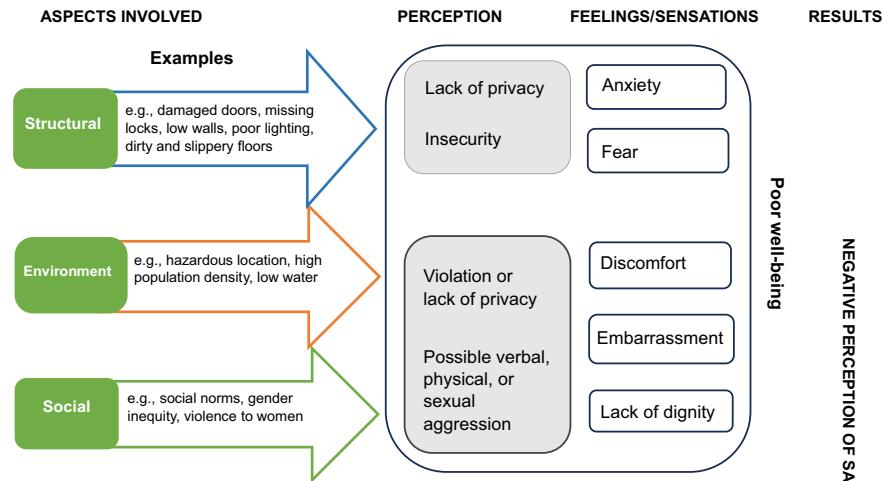 ASPECTS INVOLVED
PERCEPTION
FEELINGS/SENSATIONS
RESULTS
Examples
Structural
e.g., damaged doors, missing
locks, low walls, poor lighting,
dirty and slippery floors
Lack of privacy
Insecurity
Anxiety
Fear
Environment
e.g., hazardous location, high
population density, low water
Violation or
lack of privacy
Possible verbal,
physical, or
sexual
aggression
Discomfort
Embarrassment
Lack of dignity
Social
e.g., social norms, gender
inequity, violence to women
Poor well-being
NEGATIVE PERCEPTION OF